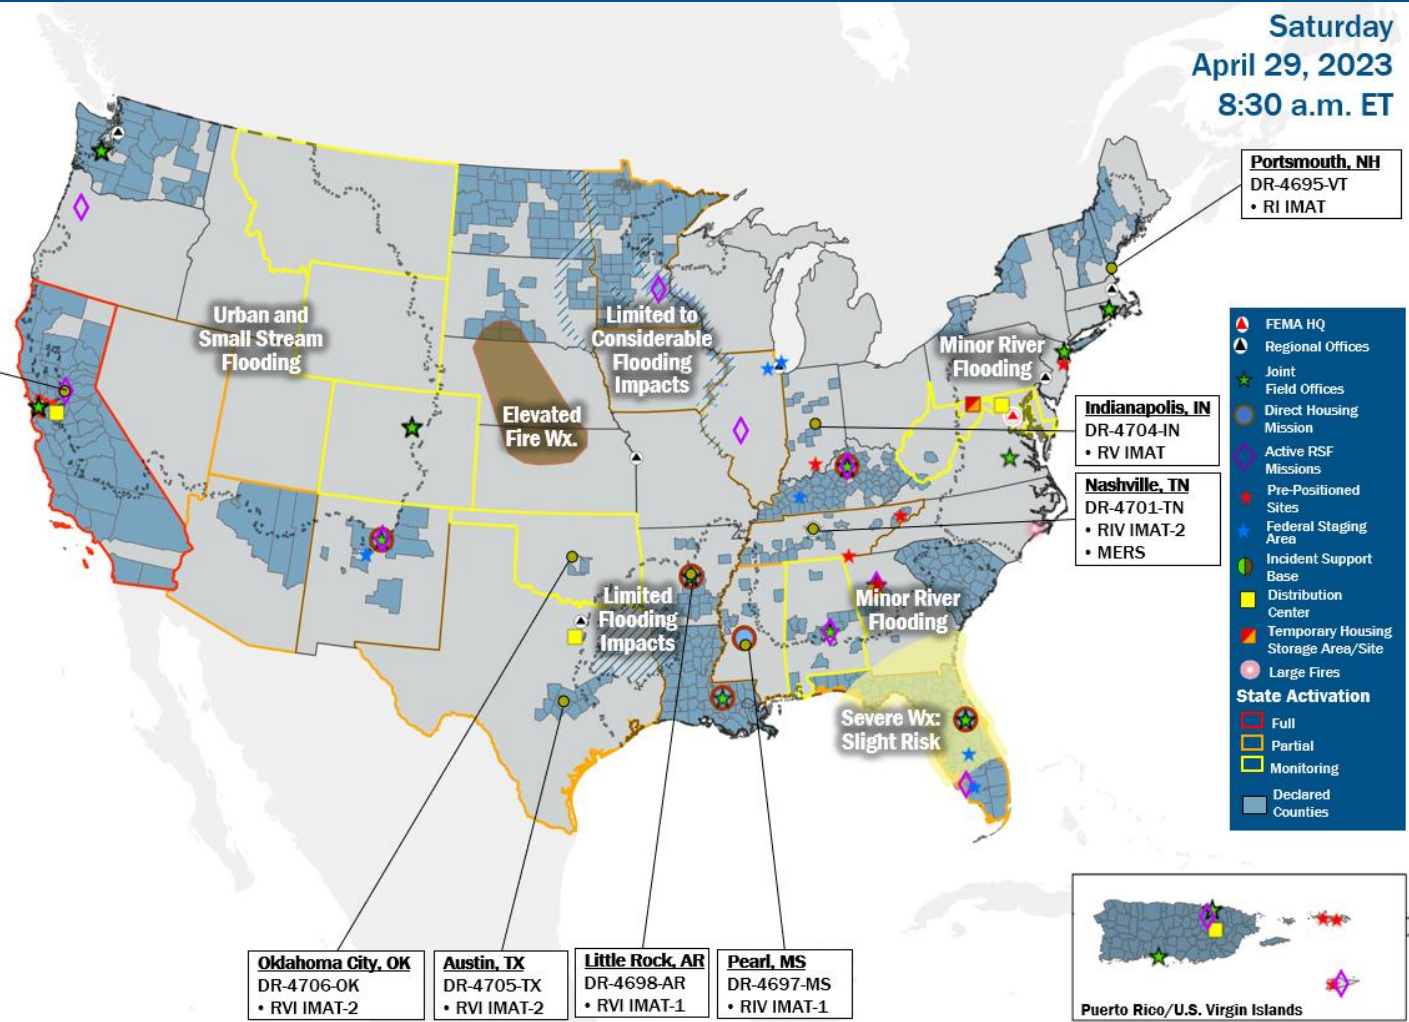 Saturday
April 29, 2023
8:30 a.m. ET
Portsmouth, NH
DR-4695-VT
• RI IMAT
Urban and
Small Stream
Flooding
Limited to
Considerable
Flooding
Impacts
Minor River
Flooding
Elevated
Fire Wx.
Indianapolis, IN
DR-4704-IN
• RV IMAT
Nashville, TN
DR-4701-TN
• RIV IMAT-2
• MERS
Limited
Flooding
Impacts
Minor River
Flooding
Severe Wx:
Slight Risk
FEMA HQ
Regional Offices
Joint
Field Offices
Direct Housing
Mission
Active RSF
Missions
Pre-Positioned
Sites
Federal Staging
Area
Incident Support
Base
Distribution
Center
Temporary Housing
Storage Area/Site
Large Fires
State Activation
Full
Partial
Monitoring
Declared
Counties
Oklahoma City, OK
DR-4706-OK
• RVI IMAT-2
Austin, TX
DR-4705-TX
• RVI IMAT-2
Little Rock, AR
DR-4698-AR
• RVI IMAT-1
Pearl, MS
DR-4697-MS
• RIV IMAT-1
Puerto Rico/U.S. Virgin Islands